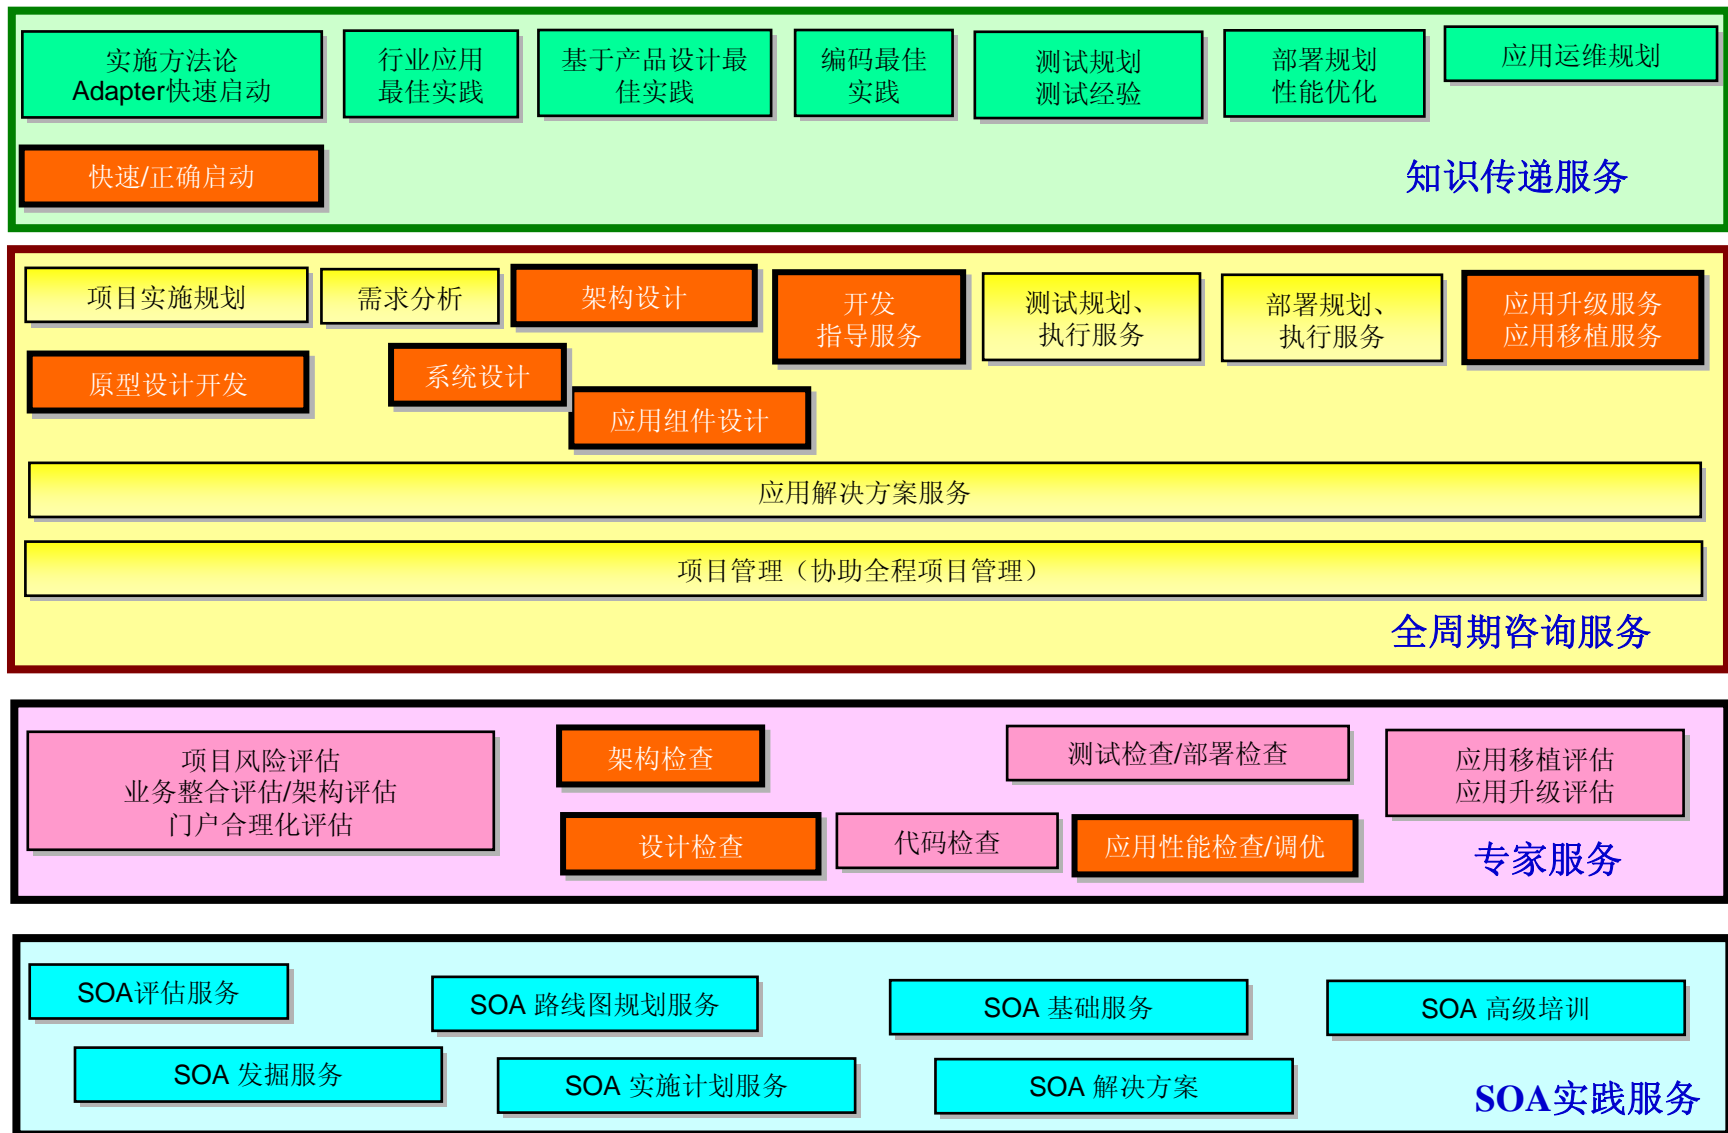 实施方法论
Adapter快速启动
行业应用
最佳实践
基于产品设计最
佳实践
编码最佳
实践
测试规划
测试经验
部署规划
性能优化
应用运维规划
快速/正确启动
知识传递服务
项目实施规划
需求分析
架构设计
开发
指导服务
测试规划、
执行服务
部署规划、
执行服务
应用升级服务
应用移植服务
原型设计开发
系统设计
应用组件设计
应用解决方案服务
项目管理（协助全程项目管理）
全周期咨询服务
项目风险评估
业务整合评估/架构评估
门户合理化评估
架构检查
测试检查/部署检查
应用移植评估
应用升级评估
设计检查
代码检查
应用性能检查/调优
专家服务
SOA评估服务
SOA 路线图规划服务
SOA 基础服务
SOA 高级培训
SOA 发掘服务
SOA 实施计划服务
SOA 解决方案
SOA实践服务